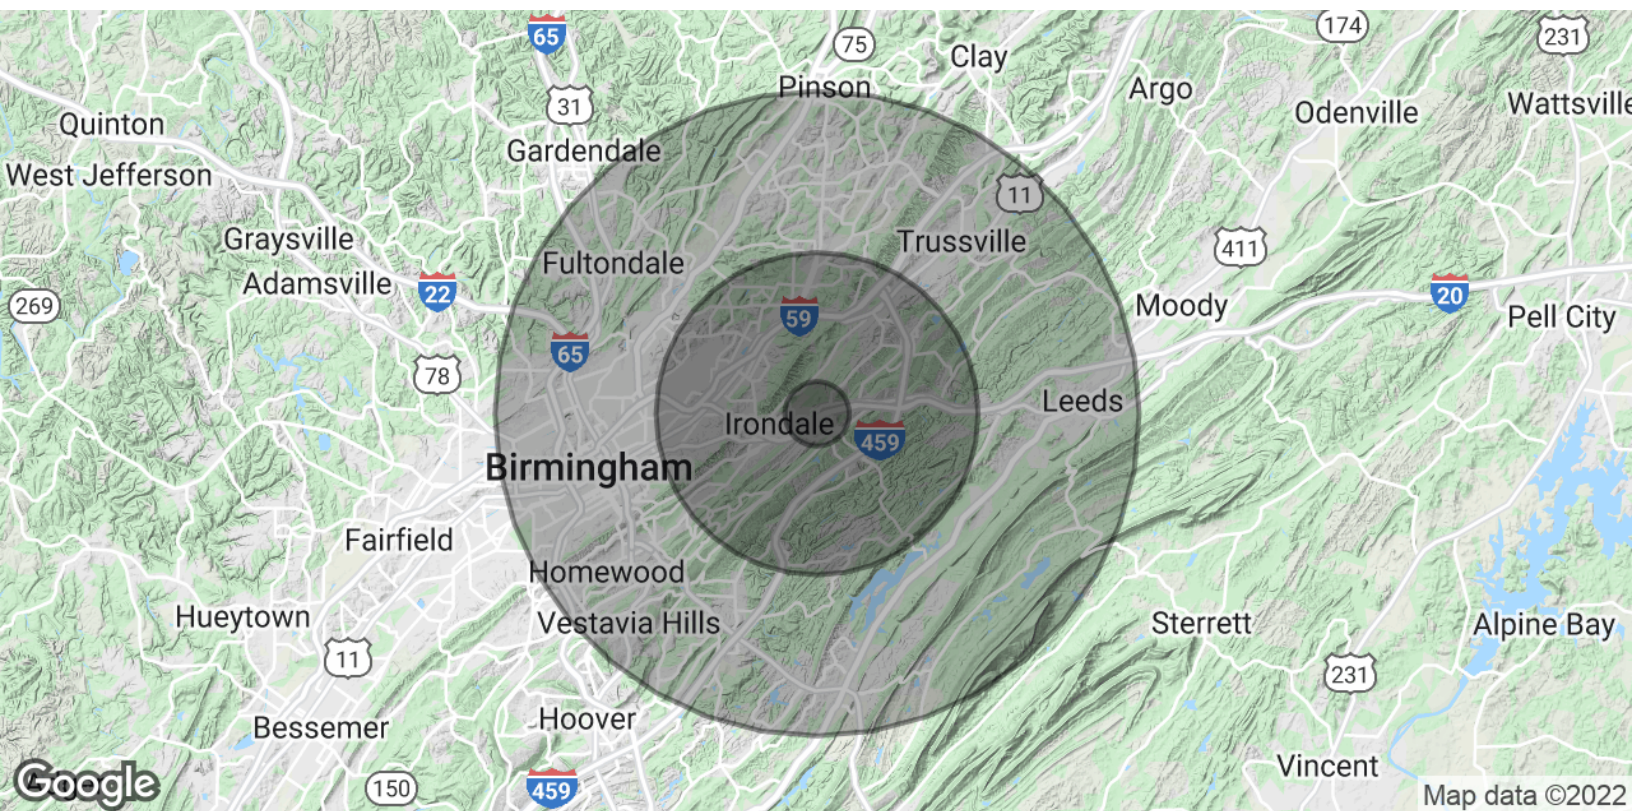 65
75
Clay
174
231
Pinson
Argo
31
Odenville
Wattsville
Quinton
Gardendale
West Jefferson
11
Graysville
Trussville
411
Fultondale
Adamsville
22
20
269
Moody
59
Pell City
65
78
Leeds
Irondale
459
Birmingham
Fairfield
Homewood
Hueytown
Vestavia Hills
Sterrett
Alpine Bay
11
231
Hoover
Bessemer
Vincent
Google
150
459
Map data ©2022